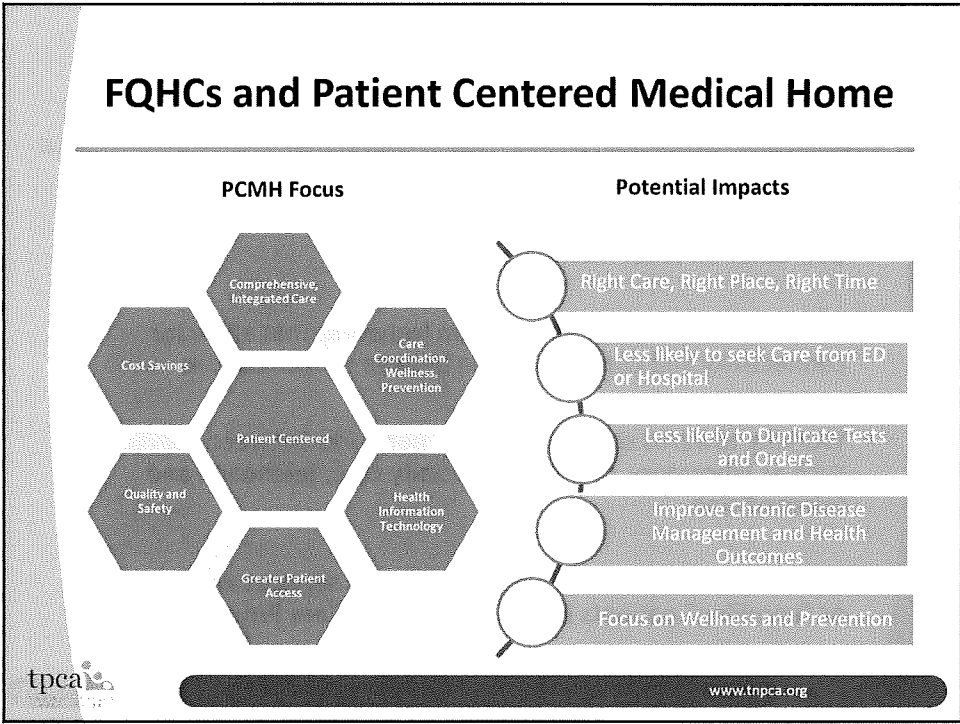 FQHCs and Patient Centered Medical Home
PCMH Focus
Comprehensive,
Integrated Care
Care
Coordination,
Wellness,
Prevention
Cost Savings
Patient Centered
Quality and
Safety
Health
Information
Technology
Greater Patient
Access
Potential Impacts
Right Care, Right Place, Right Time
Less likely to seek Care from ED
or Hospital
Less likely to Duplicate Tests
and Orders
Improve Chronic Disease
Management and Health
Outcomes
Focus on Wellness and Prevention
tpca
www.tnpca.org